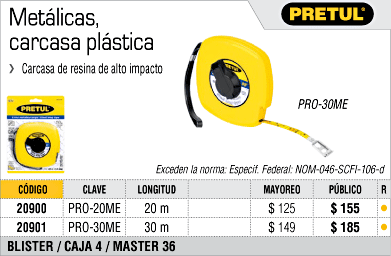 Metálicas,
carcasa plástica
PRETUL®
❯ Carcasa de resina de alto impacto
PRETUL
PRO-30ME
Exceden la norma: Especif. Federal: NOM-046-SCFI-106-d
CÓDIGO CLAVE LONGITUD MAYOREO PÚBLICO R
20900 PRO-20ME 20 m $ 125 $ 155 ●
20901 PRO-30ME 30 m $ 149 $ 185 ●
BLISTER / CAJA 4 / MASTER 36